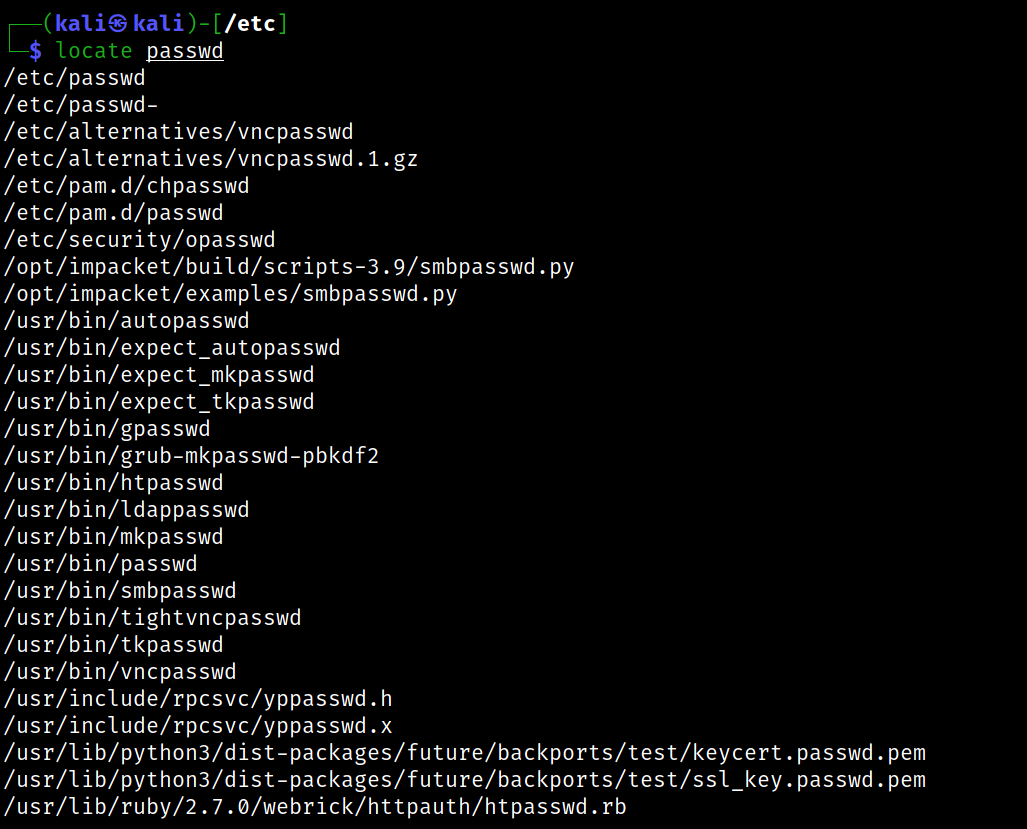 ┌──(kali㉿kali)-[/etc]
└─$ locate passwd
/etc/passwd
/etc/passwd-
/etc/alternatives/vncpasswd
/etc/alternatives/vncpasswd.1.gz
/etc/pam.d/chpasswd
/etc/pam.d/passwd
/etc/security/opasswd
/opt/impacket/build/scripts-3.9/smbpasswd.py
/opt/impacket/examples/smbpasswd.py
/usr/bin/autopasswd
/usr/bin/expect_autopasswd
/usr/bin/expect_mkpasswd
/usr/bin/expect_tkpasswd
/usr/bin/gpasswd
/usr/bin/grub-mkpasswd-pbkdf2
/usr/bin/htpasswd
/usr/bin/ldappasswd
/usr/bin/mkpasswd
/usr/bin/passwd
/usr/bin/smbpasswd
/usr/bin/tightvncpasswd
/usr/bin/tkpasswd
/usr/bin/vncpasswd
/usr/include/rpcsvc/yppasswd.h
/usr/include/rpcsvc/yppasswd.x
/usr/lib/python3/dist-packages/future/backports/test/keycert.passwd.pem
/usr/lib/python3/dist-packages/future/backports/test/ssl_key.passwd.pem
/usr/lib/ruby/2.7.0/webrick/httpauth/htpasswd.rb